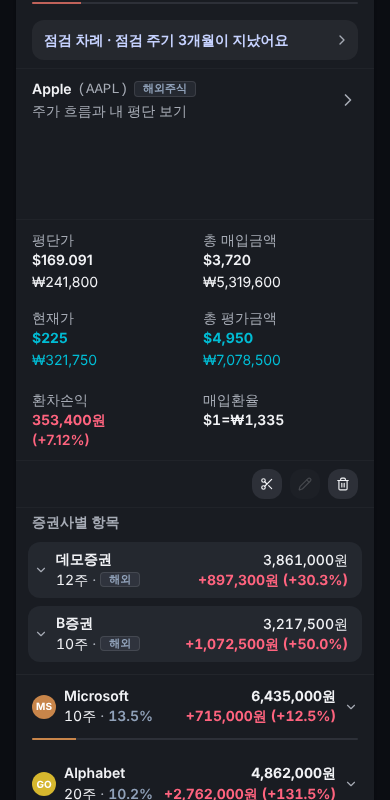 점검 차례 · 점검 주기 3개월이 지났어요
Apple (AAPL) 해외주식
주가 흐름과 내 평단 보기
평단가 총 매입금액
$169.091 $3,720
₩241,800 ₩5,319,600
현재가 총 평가금액
$225 $4,950
₩321,750 ₩7,078,500
환차손익 매입환율
353,400원 $1=₩1,335
(+7.12%)
증권사별 항목
데모증권 3,861,000원
12주 · 해외 +897,300원 (+30.3%)
B증권 3,217,500원
10주 · 해외 +1,072,500원 (+50.0%)
MS Microsoft 6,435,000원
10주 · 13.5% +715,000원 (+12.5%)
GO Alphabet 4,862,000원
20주 · 10.2% +2,762,000원 (+131.5%)